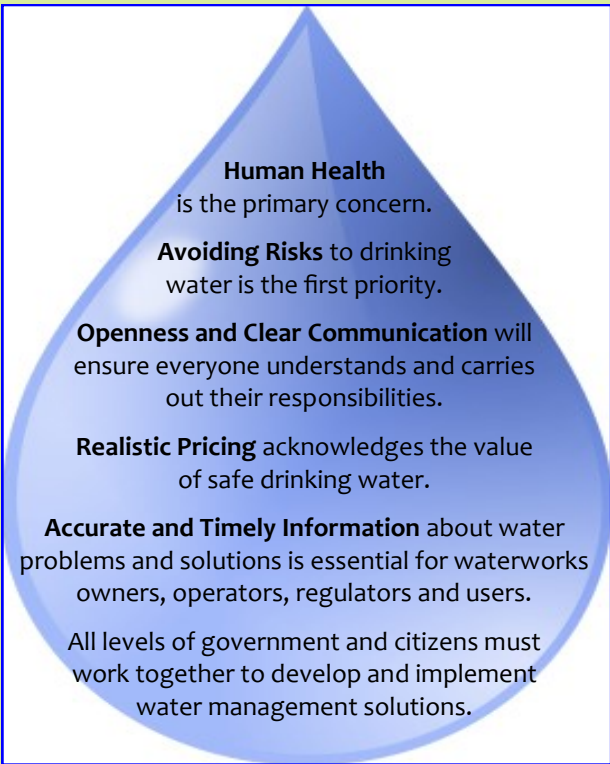 Human Health
is the primary concern.
Avoiding Risks to drinking
water is the first priority.
Openness and Clear Communication will
ensure everyone understands and carries
out their responsibilities.
Realistic Pricing acknowledges the value
of safe drinking water.
Accurate and Timely Information about water
problems and solutions is essential for waterworks
owners, operators, regulators and users.
All levels of government and citizens must
work together to develop and implement
water management solutions.